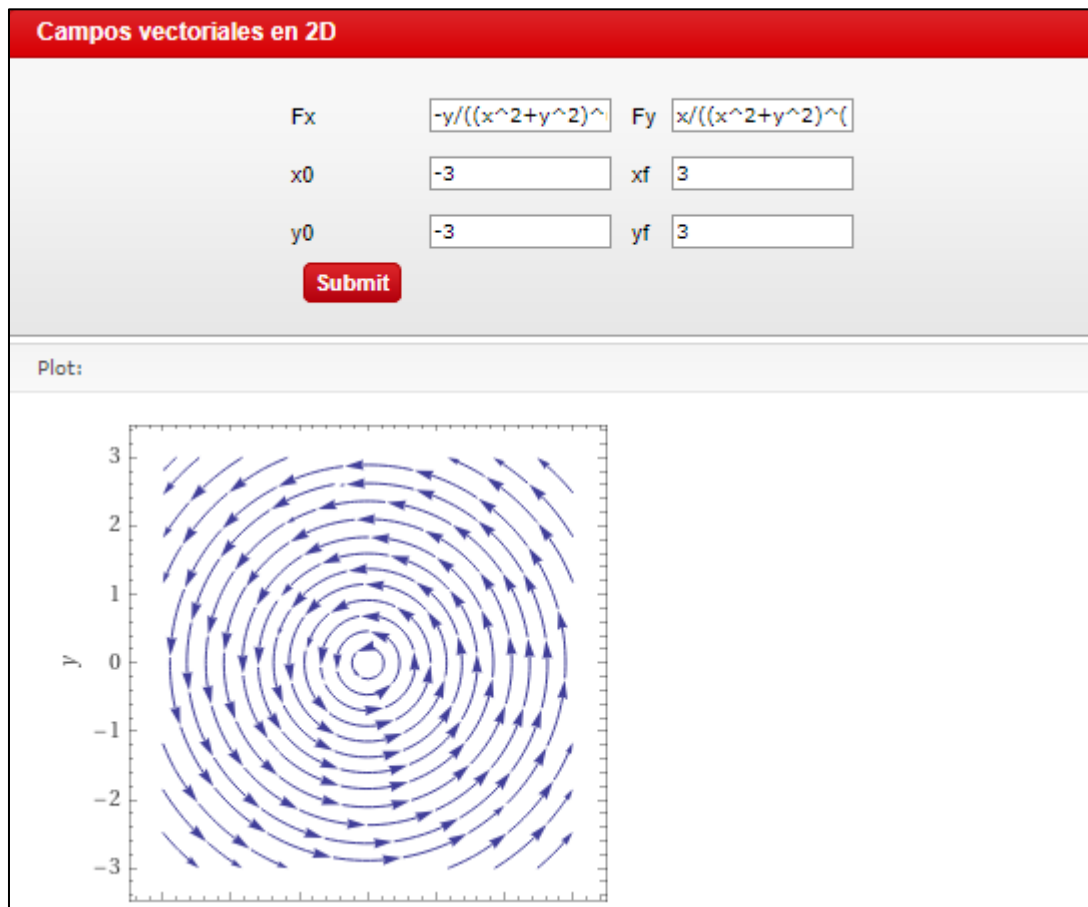 Campos vectoriales en 2D
Fx -y/((x^2+y^2)^ Fy x/((x^2+y^2)^(
x0 -3 xf 3
y0 -3 yf 3
Submit
Plot:
3
2
1
y 0
−1
−2
−3